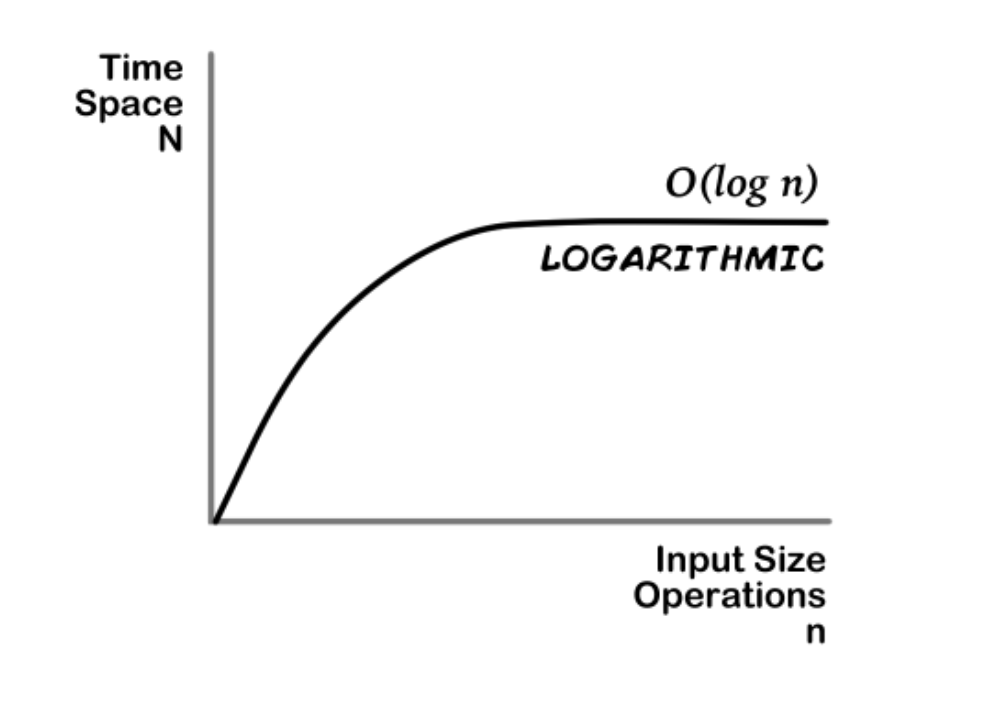 Time
Space
N
O(log n)
LOGARITHMIC
Input Size
Operations
n